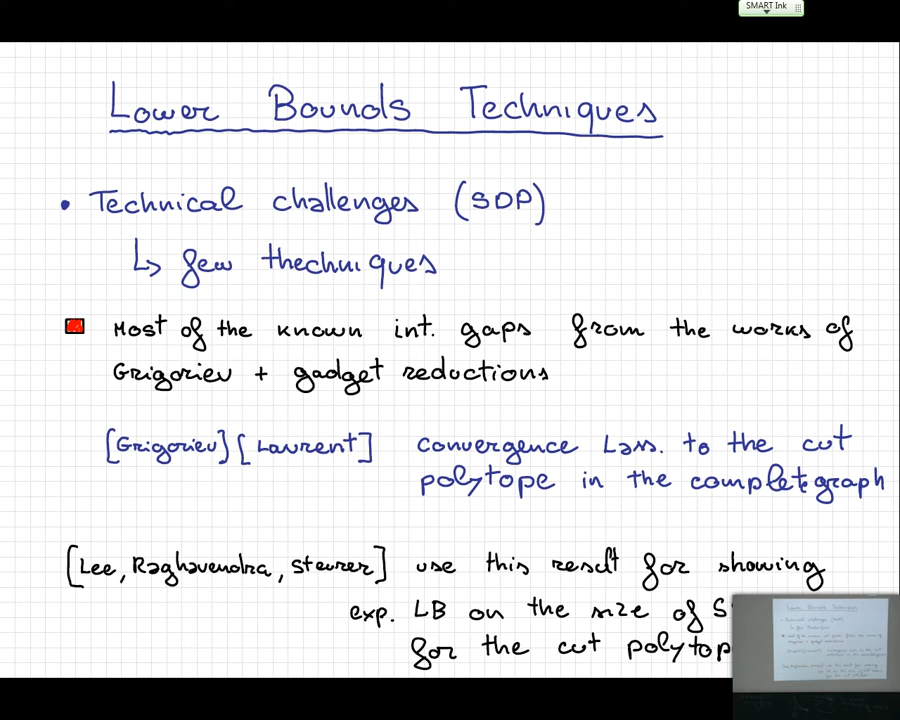 SMART Ink
Lower Bounds Techniques
• Technical challenges (SDP)
↳ few thechniques
Most of the known int. gaps from the works of
Grigoriev + gadget reductions
[Grigoriev] [Laurent] convergence Lass. to the cut
polytope in the complete graph
[Lee, Raghavendra, Steurer] use this result for showing
exp. LB on the size of S
for the cut polytop